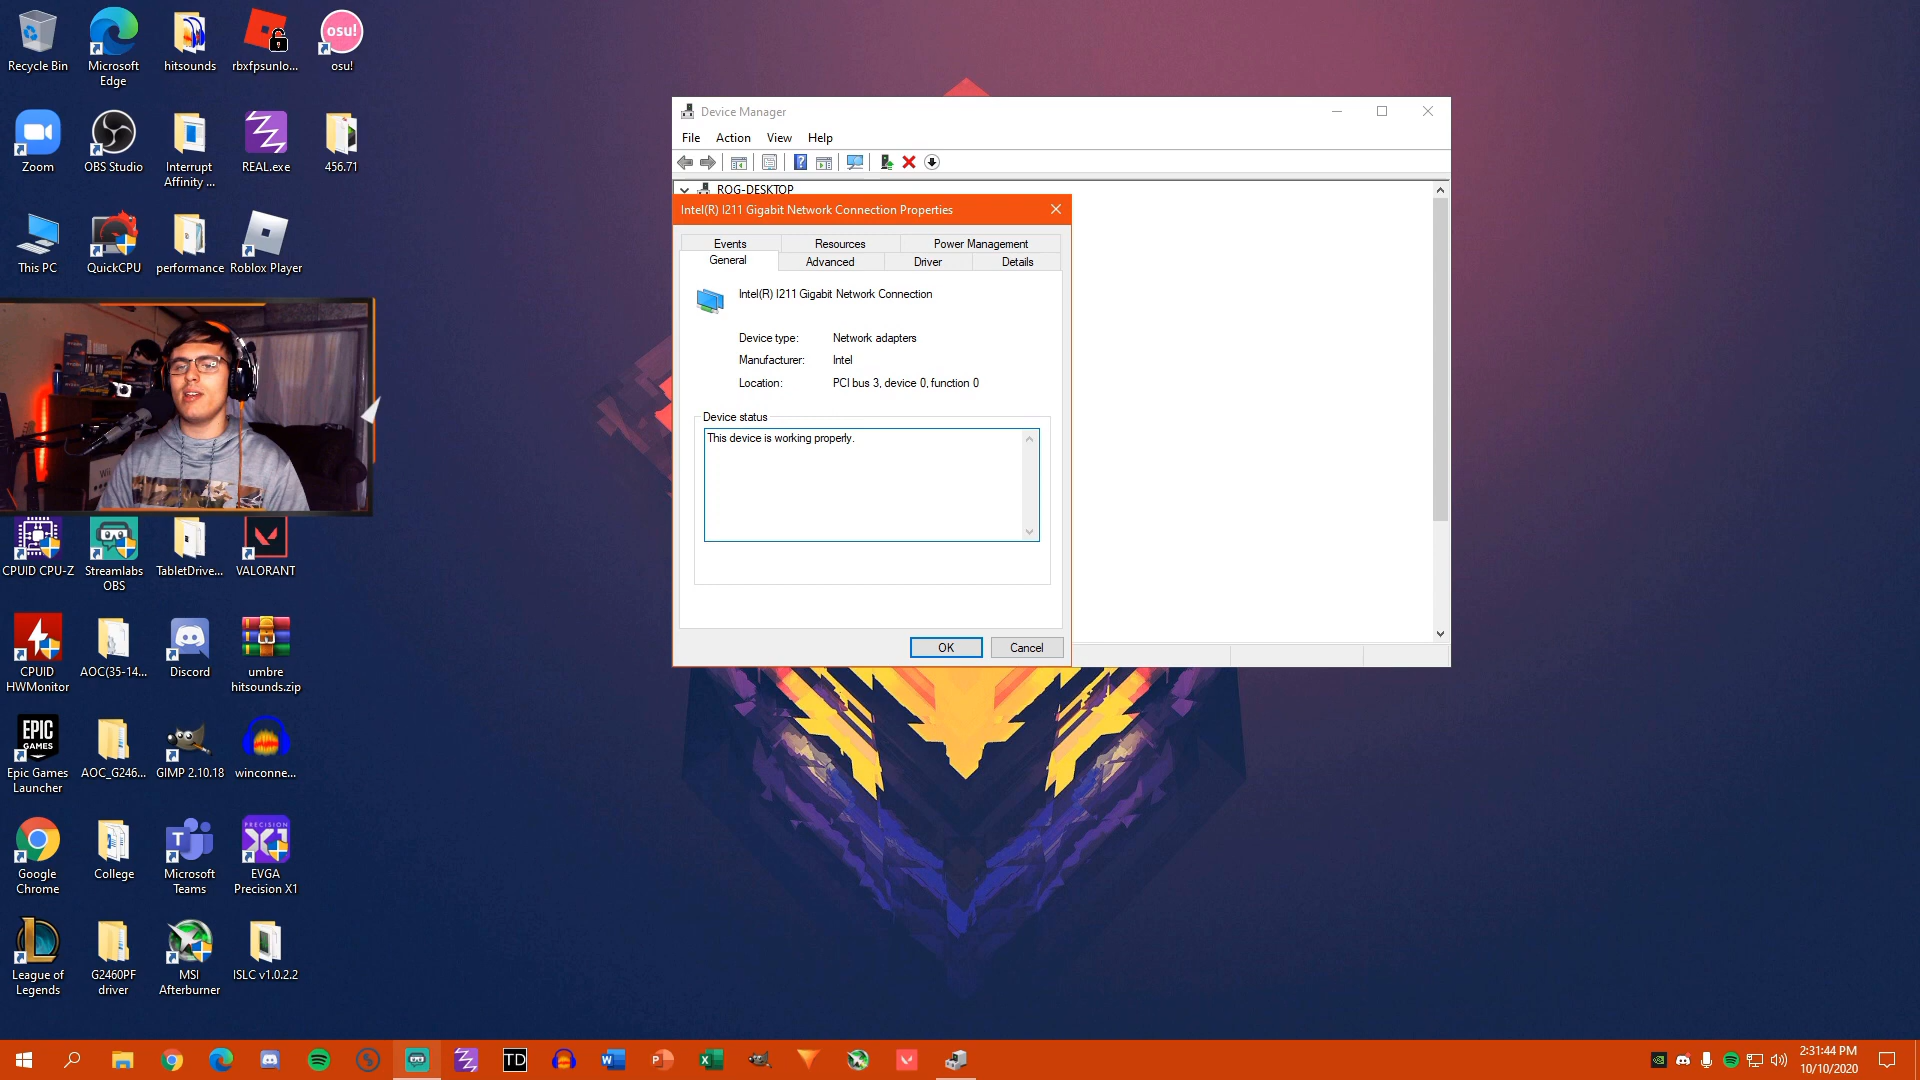 Recycle Bin
Microsoft
Edge
hitsounds
rbxfpsunlo...
osu!
osu!
Zoom
OBS Studio
Interrupt
Affinity ...
REAL.exe
456.71
This PC
QuickCPU
performance
Roblox Player
CPUID CPU-Z
Streamlabs
OBS
TabletDrive...
VALORANT
CPUID
HWMonitor
AOC(35-14...
Discord
umbre
hitsounds.zip
EPIC
GAMES
Epic Games
Launcher
AOC_G246...
GIMP 2.10.18
winconne...
Google
Chrome
College
Microsoft
Teams
PRECISION
X1
EVGA
Precision X1
League of
Legends
G2460PF
driver
MSI
Afterburner
ISLC v1.0.2.2
Device Manager
File Action View Help
ROG-DESKTOP
Intel(R) I211 Gigabit Network Connection Properties
Events Resources Power Management
General Advanced Driver Details
Intel(R) I211 Gigabit Network Connection
Device type: Network adapters
Manufacturer: Intel
Location: PCI bus 3, device 0, function 0
Device status
This device is working properly.
OK Cancel
TD
2:31:44 PM
10/10/2020